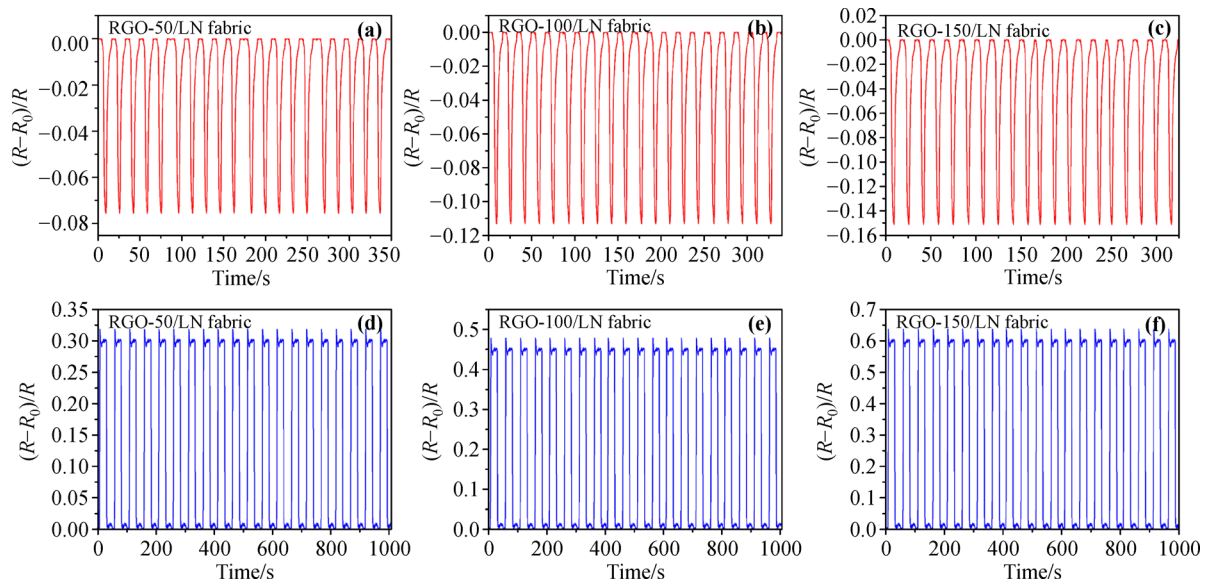 RGO-50/LN fabric (a)
0.00
−0.02
−0.04
−0.06
−0.08
(R−R0)/R
0 50 100 150 200 250 300 350
Time/s
RGO-100/LN fabric (b)
0.00
−0.02
−0.04
−0.06
−0.08
−0.10
−0.12
(R−R0)/R
0 50 100 150 200 250 300
Time/s
RGO-150/LN fabric (c)
0.02
0.00
−0.02
−0.04
−0.06
−0.08
−0.10
−0.12
−0.14
−0.16
(R−R0)/R
0 50 100 150 200 250 300
Time/s
RGO-50/LN fabric (d)
0.35
0.30
0.25
0.20
0.15
0.10
0.05
0.00
(R−R0)/R
0 200 400 600 800 1000
Time/s
RGO-100/LN fabric (e)
0.5
0.4
0.3
0.2
0.1
0.0
(R−R0)/R
0 200 400 600 800 1000
Time/s
RGO-150/LN fabric (f)
0.7
0.6
0.5
0.4
0.3
0.2
0.1
0.0
(R−R0)/R
0 200 400 600 800 1000
Time/s